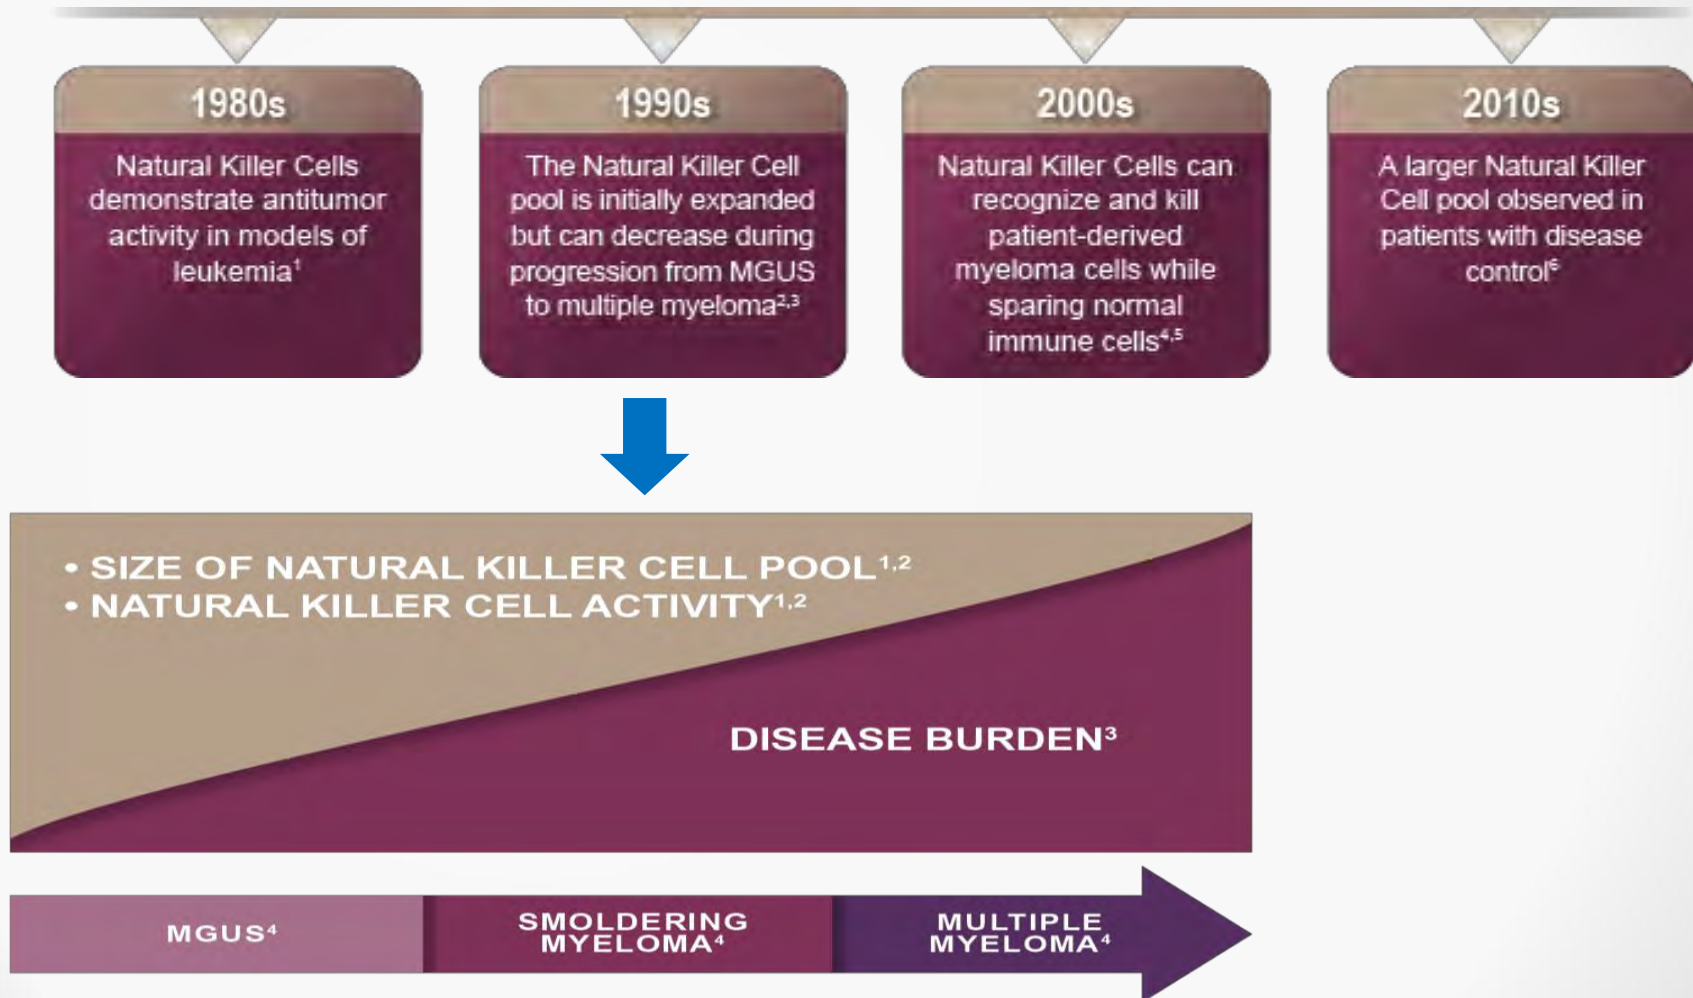 1980s
Natural Killer Cells
demonstrate antitumor
activity in models of
leukemia¹
1990s
The Natural Killer Cell
pool is initially expanded
but can decrease during
progression from MGUS
to multiple myeloma²,³
2000s
Natural Killer Cells can
recognize and kill
patient-derived
myeloma cells while
sparing normal
immune cells⁴,⁵
2010s
A larger Natural Killer
Cell pool observed in
patients with disease
control⁶
• SIZE OF NATURAL KILLER CELL POOL¹,²
• NATURAL KILLER CELL ACTIVITY¹,²
DISEASE BURDEN³
MGUS⁴
SMOLDERING
MYELOMA⁴
MULTIPLE
MYELOMA⁴